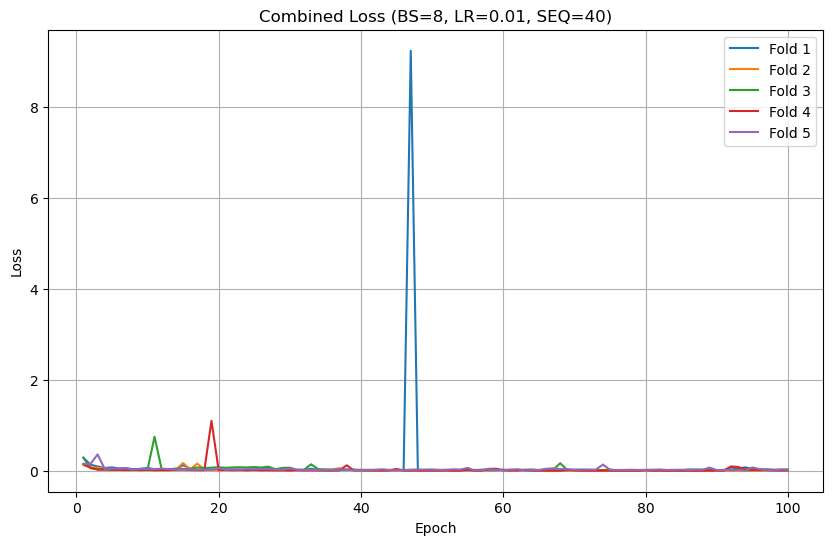 Combined Loss (BS=8, LR=0.01, SEQ=40)
Fold 1
Fold 2
Fold 3
Fold 4
Fold 5
Loss
8
6
4
2
0
0 20 40 60 80 100
Epoch